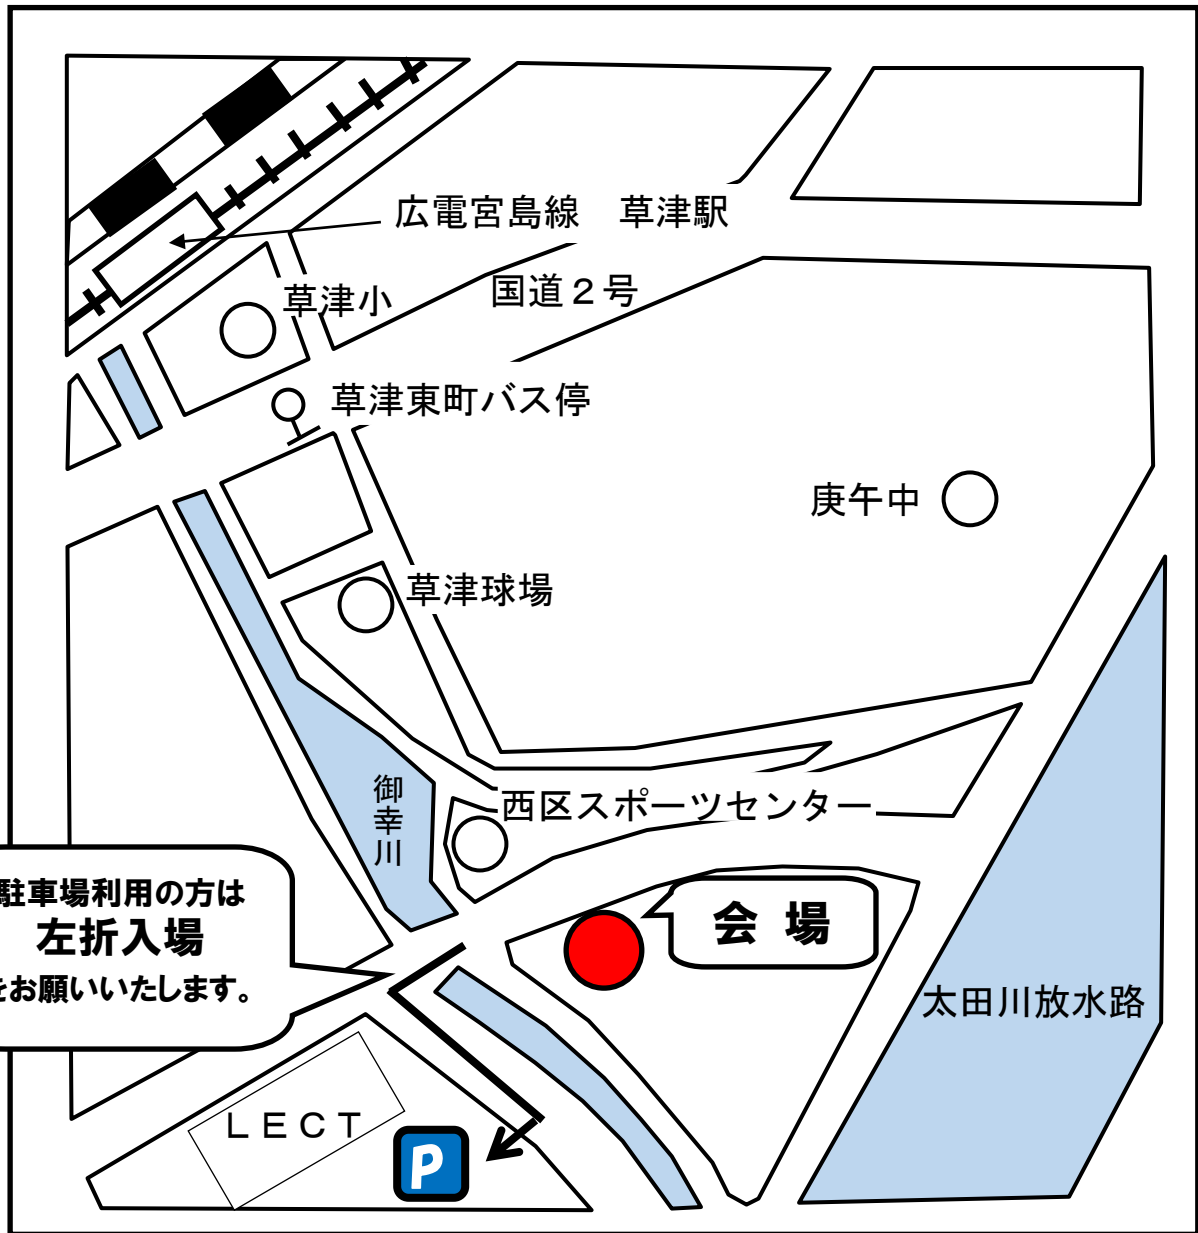 広電宮島線　草津駅
草津小
国道２号
草津東町バス停
庚午中
草津球場
御幸川
西区スポーツセンター
駐車場利用の方は
左折入場
をお願いいたします。
会 場
太田川放水路
ＬＥＣＴ
P